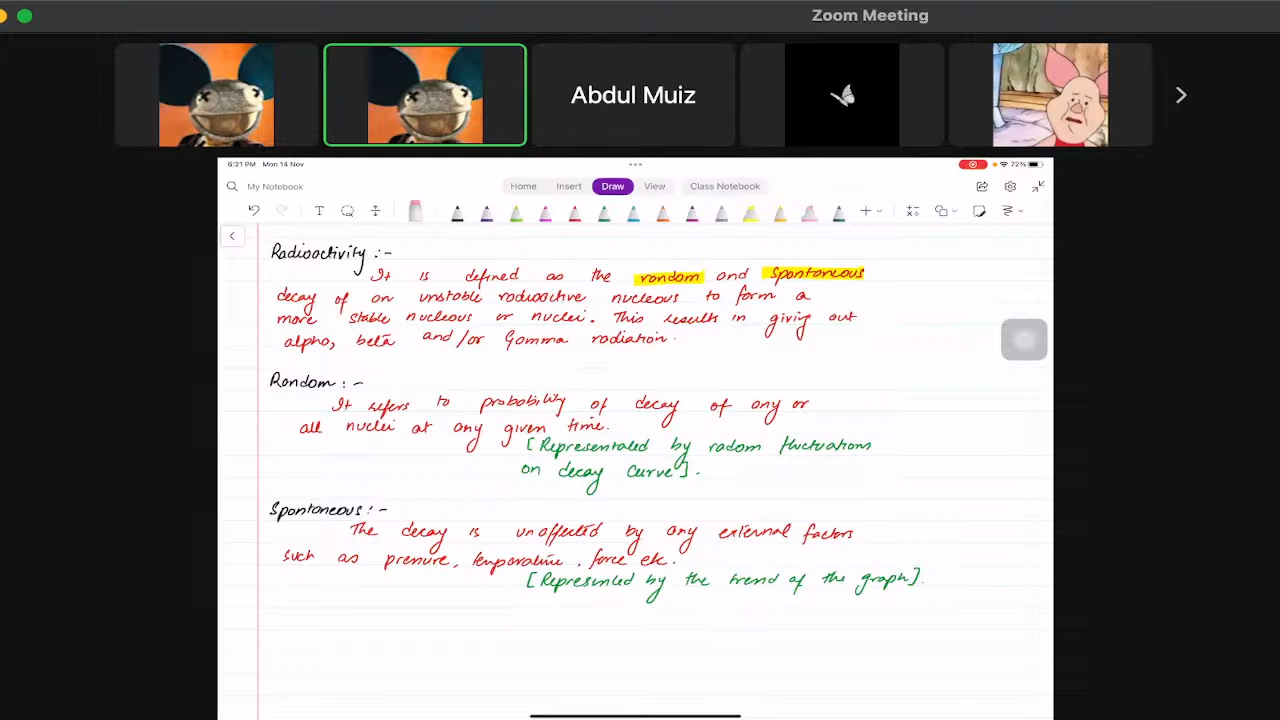 Zoom Meeting
Abdul Muiz
6:21 PM Mon 14 Nov
72%
My Notebook
Home Insert Draw View Class Notebook
Radioactivity :-
It is defined as the random and spontaneous
decay of an unstable radioactive nucleous to form a
more stable nucleous or nuclei. This results in giving out
alpha, beta and/or Gamma radiation.
Random :-
It refers to probability of decay of any or
all nuclei at any given time.
[Representated by radom fluctuations
on decay curve].
Spontaneous :-
The decay is unaffected by any external factors
such as pressure, temperature, force etc.
[Represented by the trend of the graph].